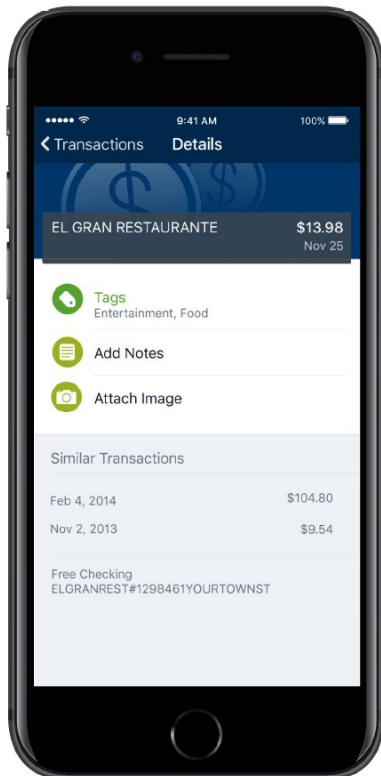 9:41 AM
100%
Transactions
Details
$
$
EL GRAN RESTAURANTE
$13.98
Nov 25
Tags
Entertainment, Food
Add Notes
Attach Image
Similar Transactions
Feb 4, 2014
$104.80
Nov 2, 2013
$9.54
Free Checking
ELGRANREST#1298461YOURTOWNST